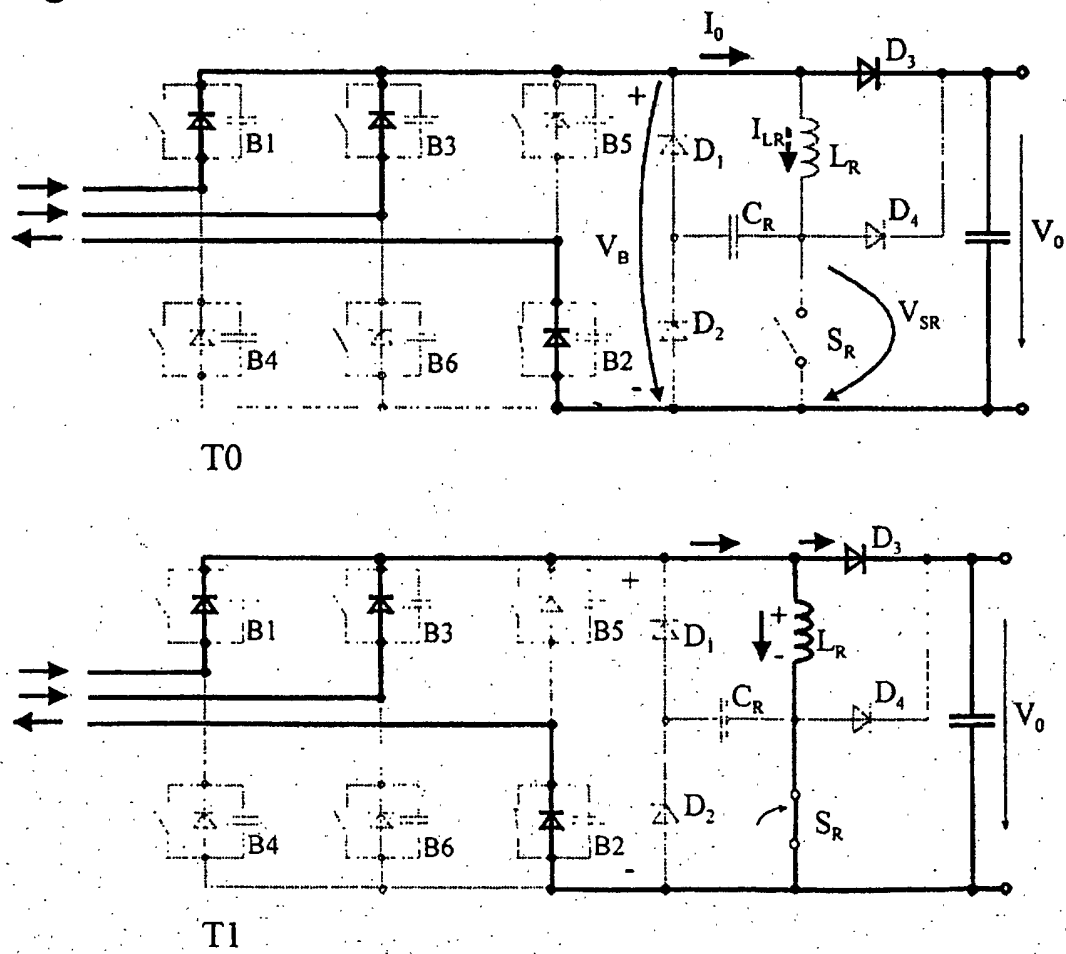 I0
D3
+
B1
B3
B5
D1
ILR
LR
CR
D4
VB
V0
B4
B6
D2
B2
SR
VSR
-
T0
D3
+
B1
B3
B5
D1
+
-
LR
CR
D4
V0
B4
B6
B2
D2
SR
-
T1